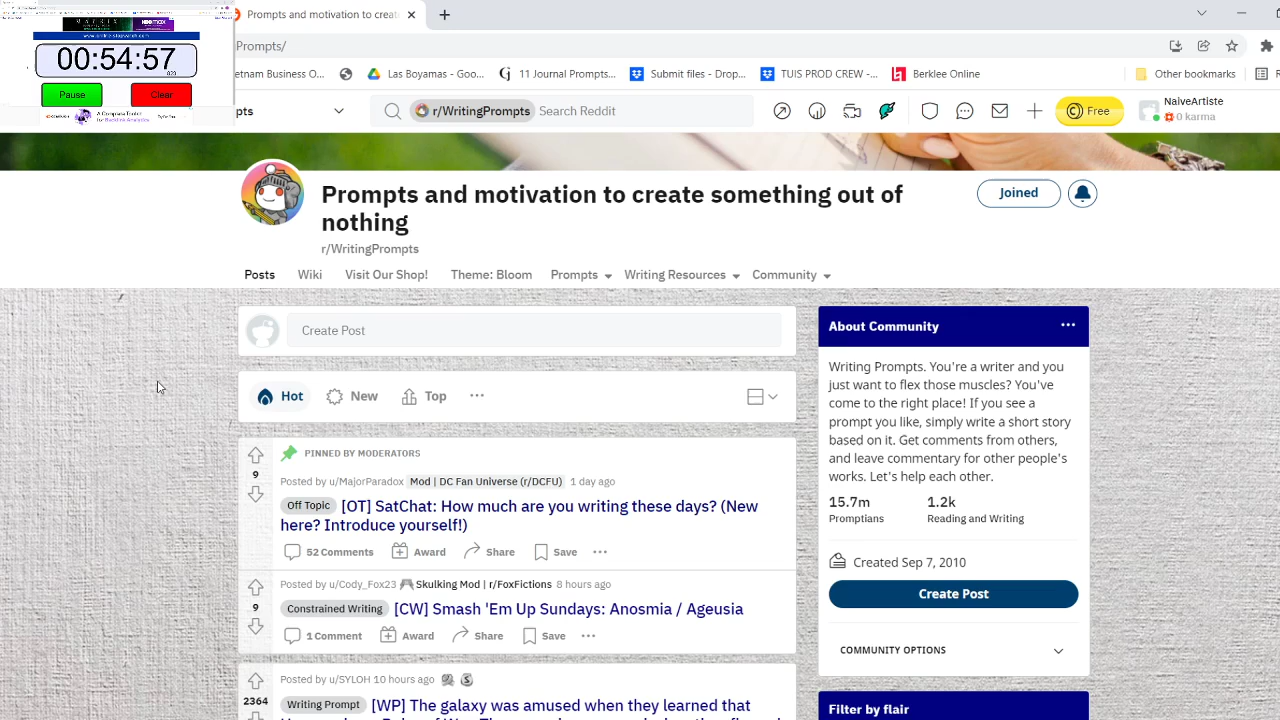 MATRIX
HBOMAX
www.online-stopwatch.com
00:54:57
823
Pause
Clear
Prompts and motivation to crea
Prompts/
etnam Business O...
Las Boyamas - Goo...
11 Journal Prompts:...
Submit files - Drop...
TUIS PROD CREW -...
Berklee Online
Other bookmarks
pts
r/WritingPrompts
Search Reddit
Free
NaiveArtiste
0 karma
Prompts and motivation to create something out of
nothing
r/WritingPrompts
Joined
Posts
Wiki
Visit Our Shop!
Theme: Bloom
Prompts
Writing Resources
Community
Create Post
Hot
New
Top
PINNED BY MODERATORS
9
Posted by u/MajorParadox Mod | DC Fan Universe (r/DCFU) 1 day ago
Off Topic [OT] SatChat: How much are you writing these days? (New
here? Introduce yourself!)
52 Comments
Award
Share
Save
Posted by u/Cody_Fox23 Skulking Mod | r/FoxFictions 8 hours ago
9
Constrained Writing [CW] Smash 'Em Up Sundays: Anosmia / Ageusia
1 Comment
Award
Share
Save
Posted by u/SYLOH 10 hours ago
2364
Writing Prompt [WP] The galaxy was amused when they learned that
About Community
Writing Prompts. You're a writer and you
just want to flex those muscles? You've
come to the right place! If you see a
prompt you like, simply write a short story
based on it. Get comments from others,
and leave commentary for other people's
works. Let's help each other.
15.7m
1.2k
Promptians
Reading and Writing
Created Sep 7, 2010
Create Post
COMMUNITY OPTIONS
Filter by flair